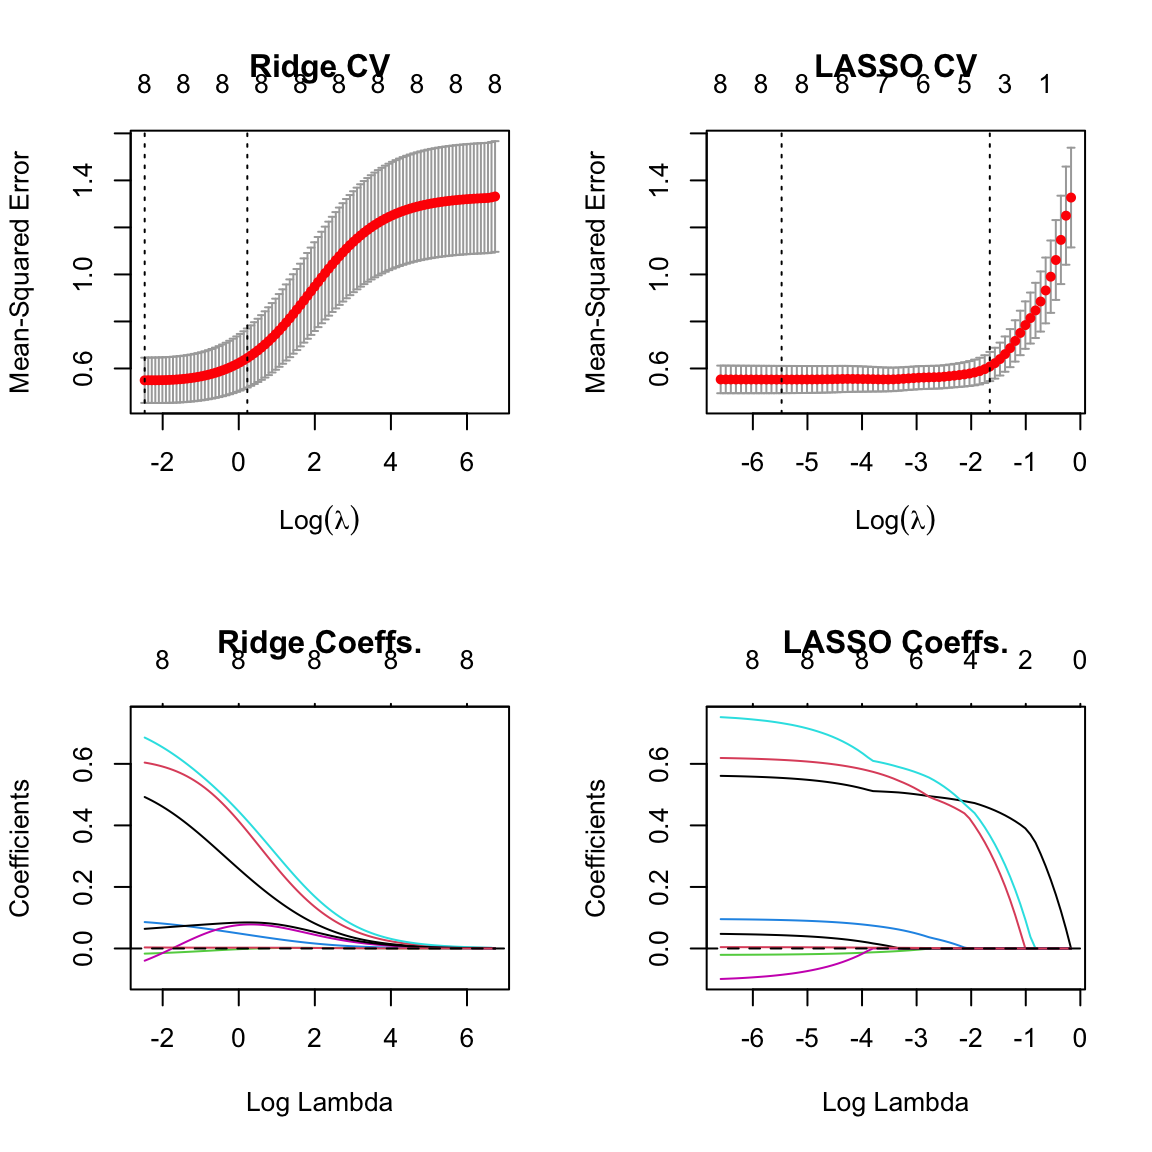 Ridge CV
8 8 8 8 8 8 8 8 8 8
Mean-Squared Error
1.4
1.0
0.6
-2 0 2 4 6
Log(λ)
LASSO CV
8 8 8 8 7 6 5 3 1
Mean-Squared Error
1.4
1.0
0.6
-6 -5 -4 -3 -2 -1 0
Log(λ)
Ridge Coeffs.
8 8 8 8 8
Coefficients
0.6
0.4
0.2
0.0
-2 0 2 4 6
Log Lambda
LASSO Coeffs.
8 8 8 6 4 2 0
Coefficients
0.6
0.4
0.2
0.0
-6 -5 -4 -3 -2 -1 0
Log Lambda